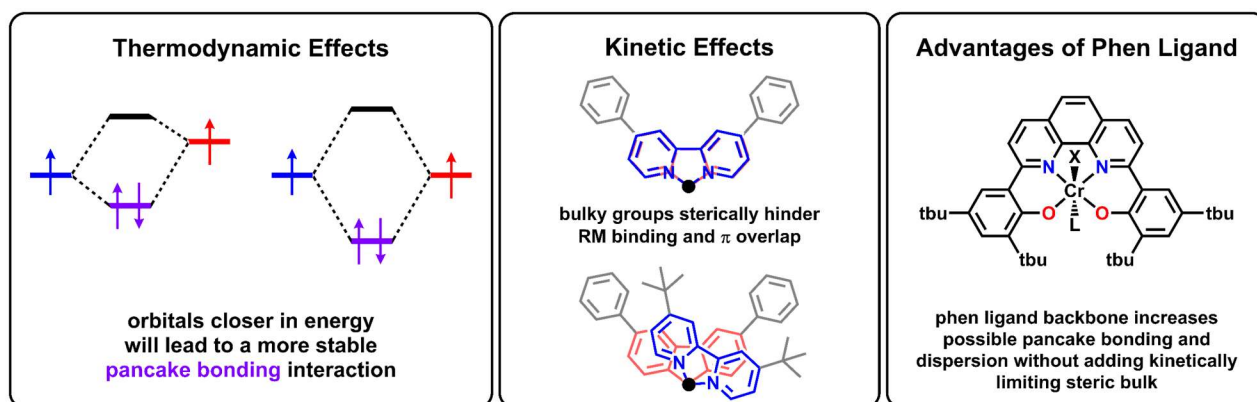 Thermodynamic Effects
orbitals closer in energy
will lead to a more stable
pancake bonding interaction
Kinetic Effects
N N
bulky groups sterically hinder
RM binding and π overlap
N N
Advantages of Phen Ligand
X
N N
Cr
O O
L
tbu tbu
tbu tbu
phen ligand backbone increases
possible pancake bonding and
dispersion without adding kinetically
limiting steric bulk